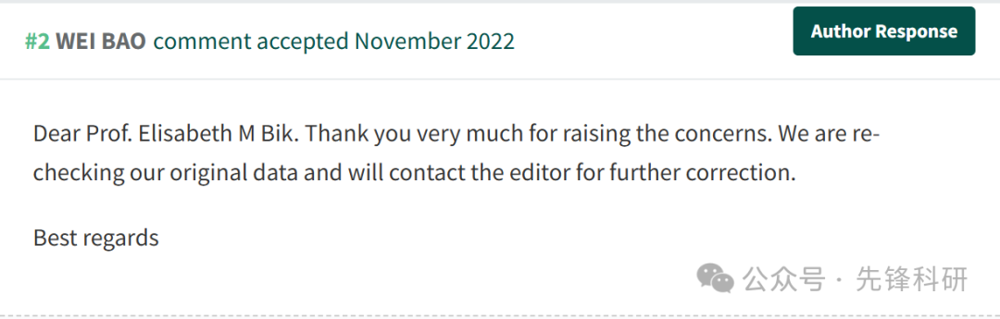 #2 WEI BAO comment accepted November 2022
Author Response
Dear Prof. Elisabeth M Bik. Thank you very much for raising the concerns. We are re-
checking our original data and will contact the editor for further correction.
Best regards
公众号 · 先锋科研